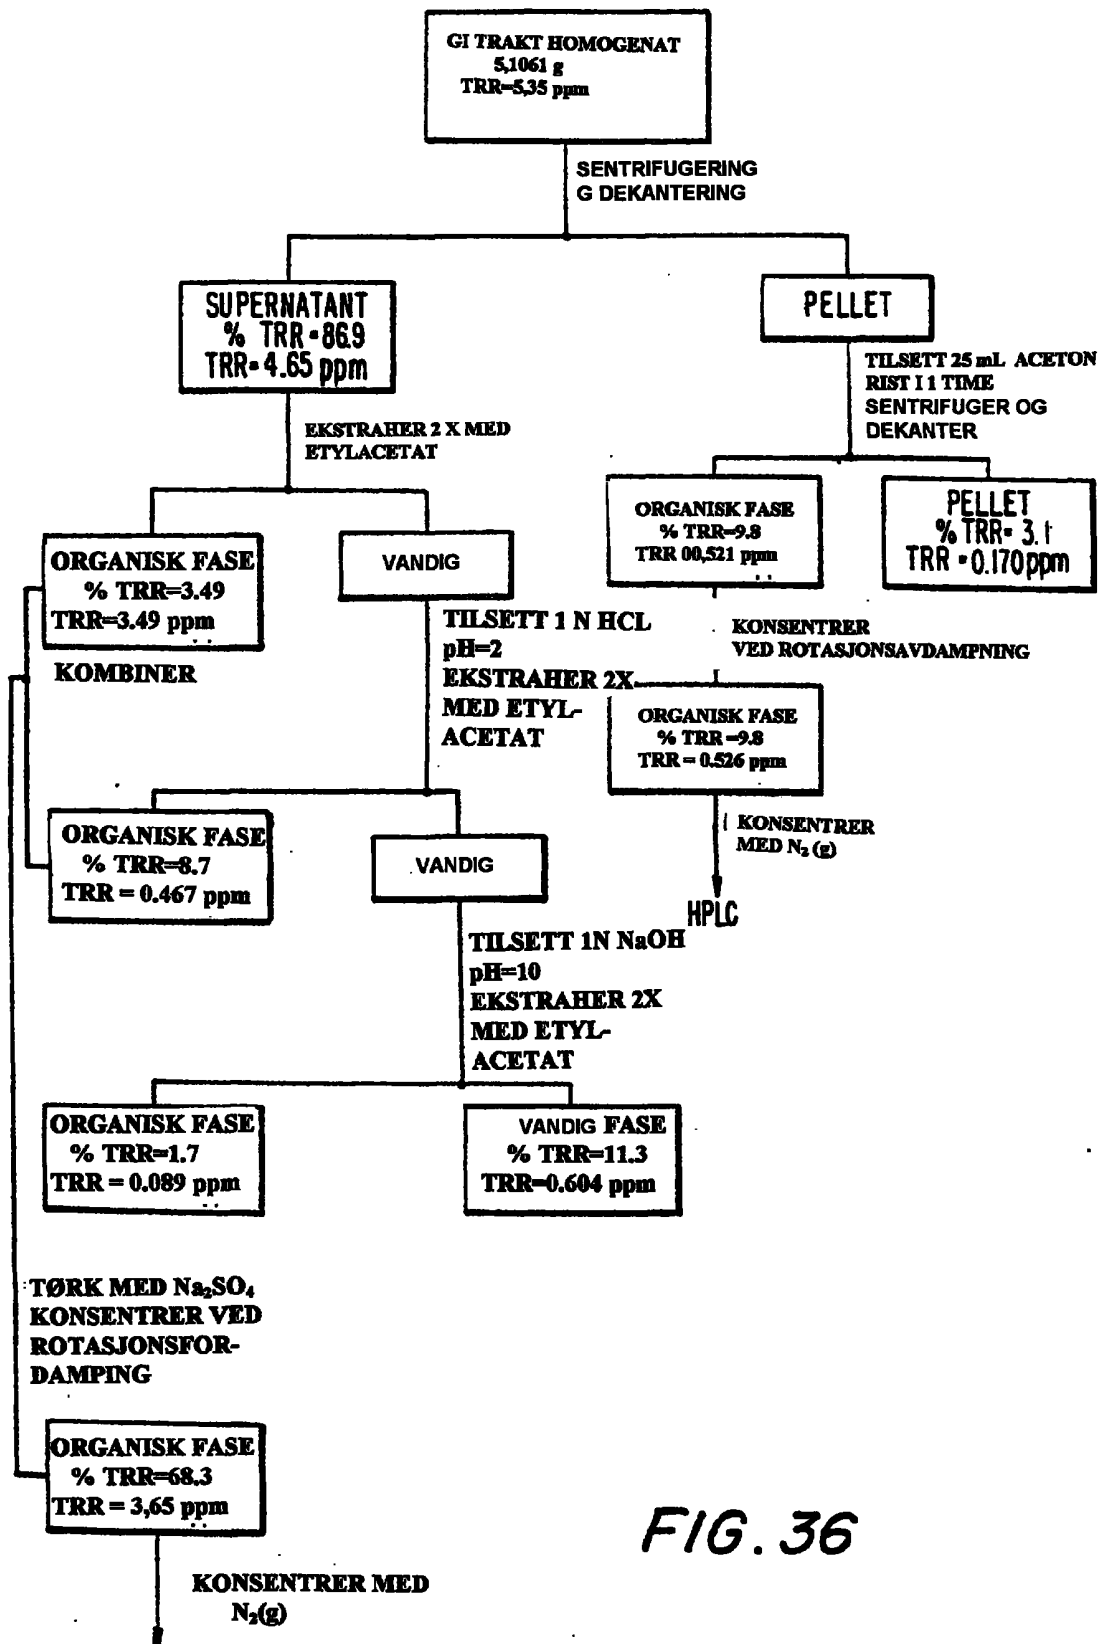 GI TRAKT HOMOGENAT
5,1061 g
TRR=5,35 ppm
SENTRIFUGERING
G DEKANTERING
SUPERNATANT
% TRR=86.9
TRR=4.65 ppm
PELLET
TILSETT 25 mL ACETON
RIST I 1 TIME
SENTRIFUGER OG
DEKANTER
EKSTRAHER 2 X MED
ETYLACETAT
ORGANISK FASE
% TRR=9.8
TRR 00,521 ppm
PELLET
% TRR= 3.1
TRR =0.170 ppm
ORGANISK FASE
% TRR=3.49
TRR=3.49 ppm
VANDIG
KOMBINER
TILSETT 1 N HCL
pH=2
EKSTRAHER 2X
MED ETYL-
ACETAT
KONSENTRER
VED ROTASJONSAVDAMPNING
ORGANISK FASE
% TRR =9.8
TRR = 0.526 ppm
ORGANISK FASE
% TRR=8.7
TRR = 0.467 ppm
VANDIG
KONSENTRER
MED N₂ (g)
HPLC
TILSETT 1N NaOH
pH=10
EKSTRAHER 2X
MED ETYL-
ACETAT
ORGANISK FASE
% TRR=1.7
TRR = 0.089 ppm
VANDIG FASE
% TRR=11.3
TRR=0.604 ppm
TØRK MED Na₂SO₄
KONSENTRER VED
ROTASJONSFOR-
DAMPING
ORGANISK FASE
% TRR=68.3
TRR = 3,65 ppm
KONSENTRER MED
N₂(g)
FIG. 36